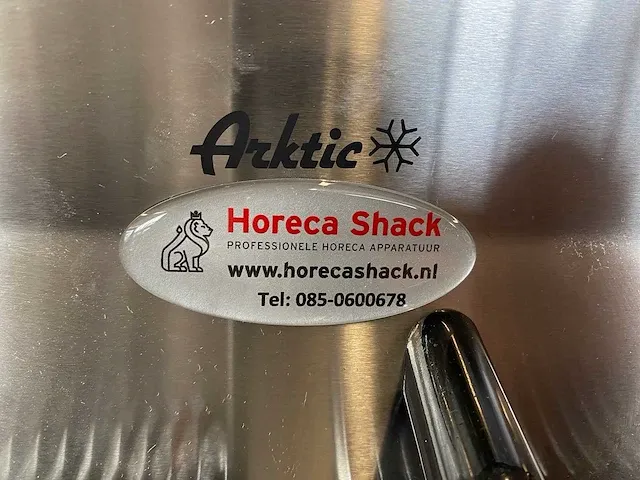 Arktic
Horeca Shack
PROFESSIONELE HORECA APPARATUUR
www.horecashack.nl
Tel: 085-0600678